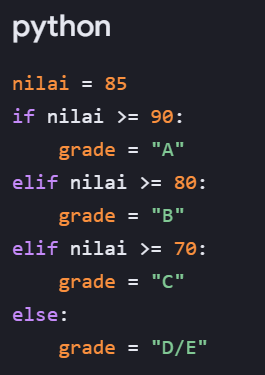 python
nilai = 85
if nilai >= 90:
    grade = "A"
elif nilai >= 80:
    grade = "B"
elif nilai >= 70:
    grade = "C"
else:
    grade = "D/E"